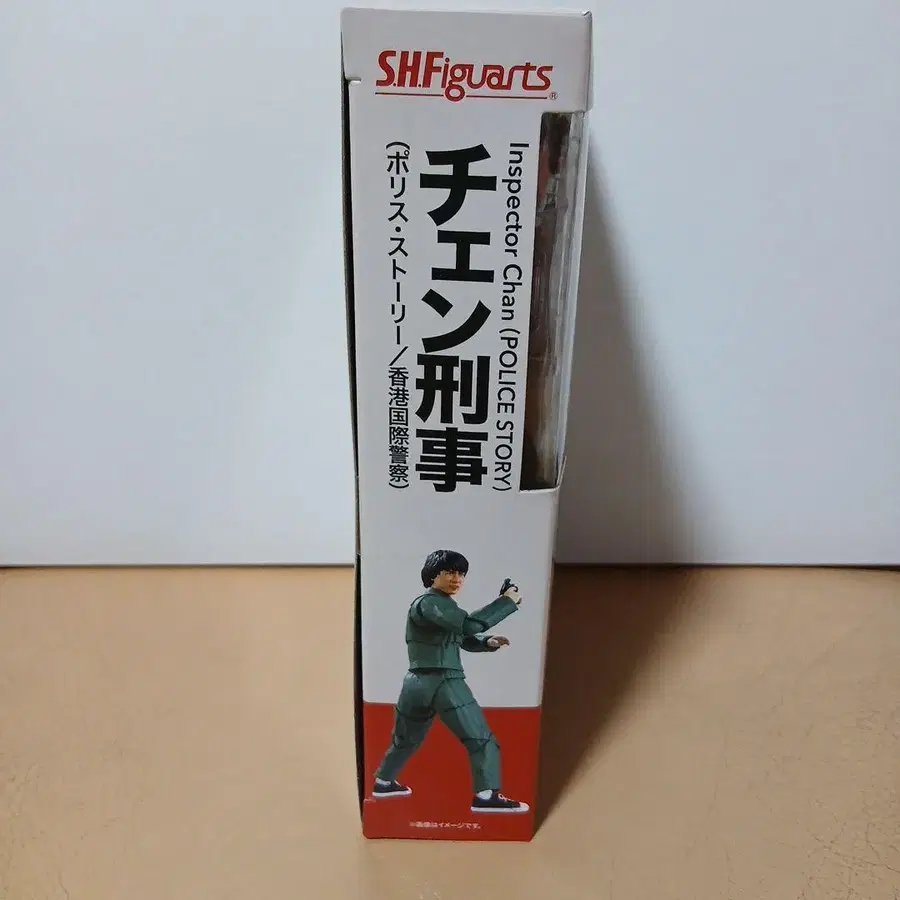 S.H.Figuarts®
Inspector Chan (POLICE STORY)
チェン刑事
(ポリス・ストーリー/香港国際警察)
※画像はイメージです。